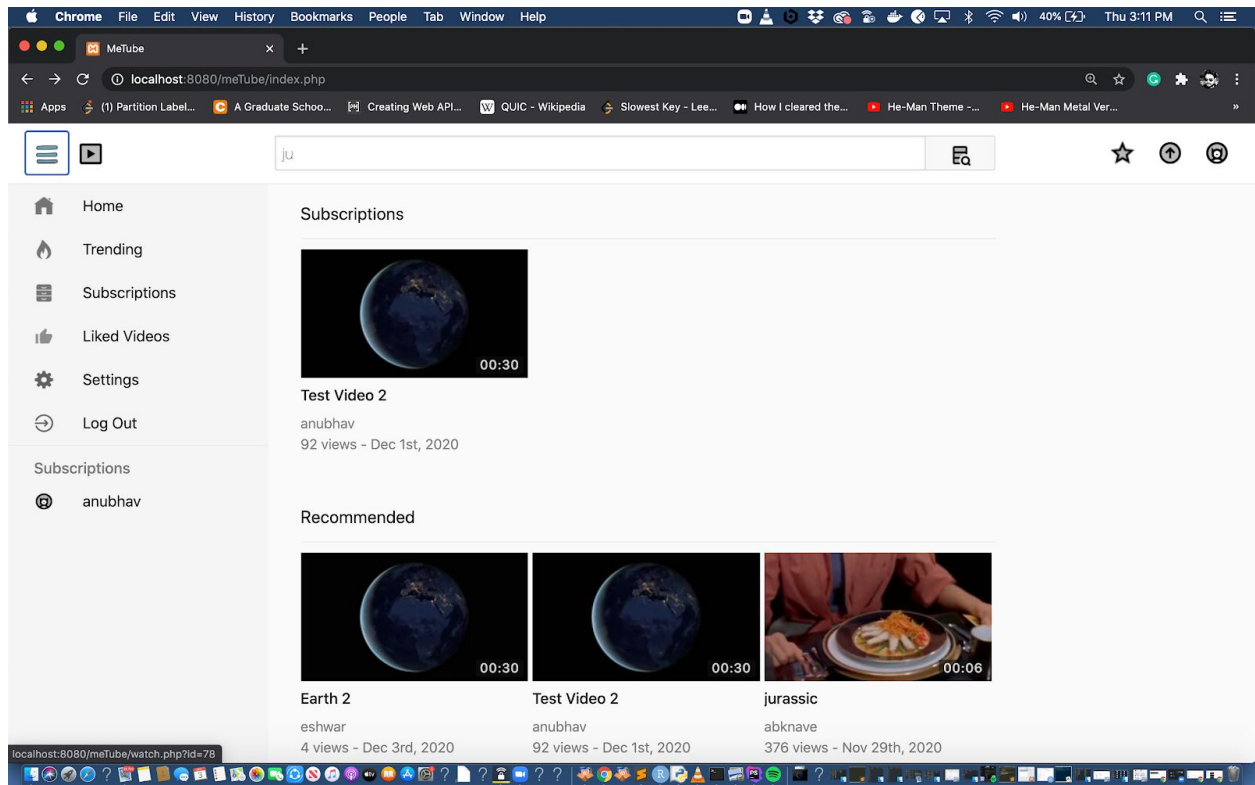 Chrome File Edit View History Bookmarks People Tab Window Help 40% Thu 3:11 PM
MeTube
localhost:8080/meTube/index.php
Apps (1) Partition Label... A Graduate Schoo... Creating Web API... QUIC - Wikipedia Slowest Key - Lee... How I cleared the... He-Man Theme -... He-Man Metal Ver... »
ju
Home
Trending
Subscriptions
Liked Videos
Settings
Log Out
Subscriptions
anubhav
Subscriptions
00:30
Test Video 2
anubhav
92 views - Dec 1st, 2020
Recommended
00:30 00:30 00:06
Earth 2 Test Video 2 jurassic
eshwar anubhav abknave
4 views - Dec 3rd, 2020 92 views - Dec 1st, 2020 376 views - Nov 29th, 2020
localhost:8080/meTube/watch.php?id=78